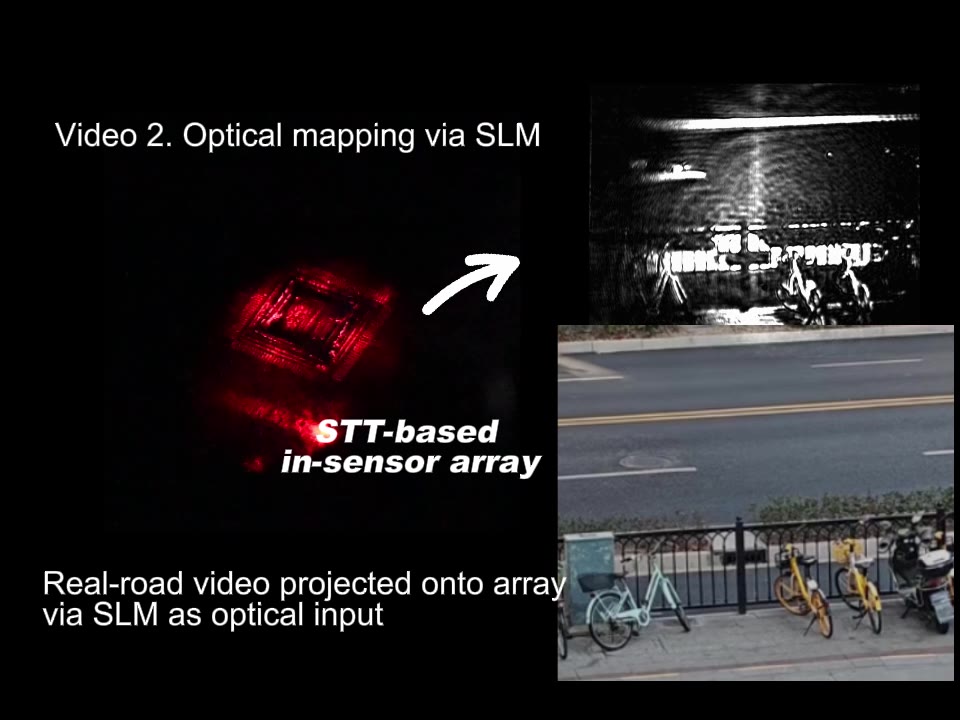 Video 2. Optical mapping via SLM
STT-based
in-sensor array
Real-road video projected onto array
via SLM as optical input